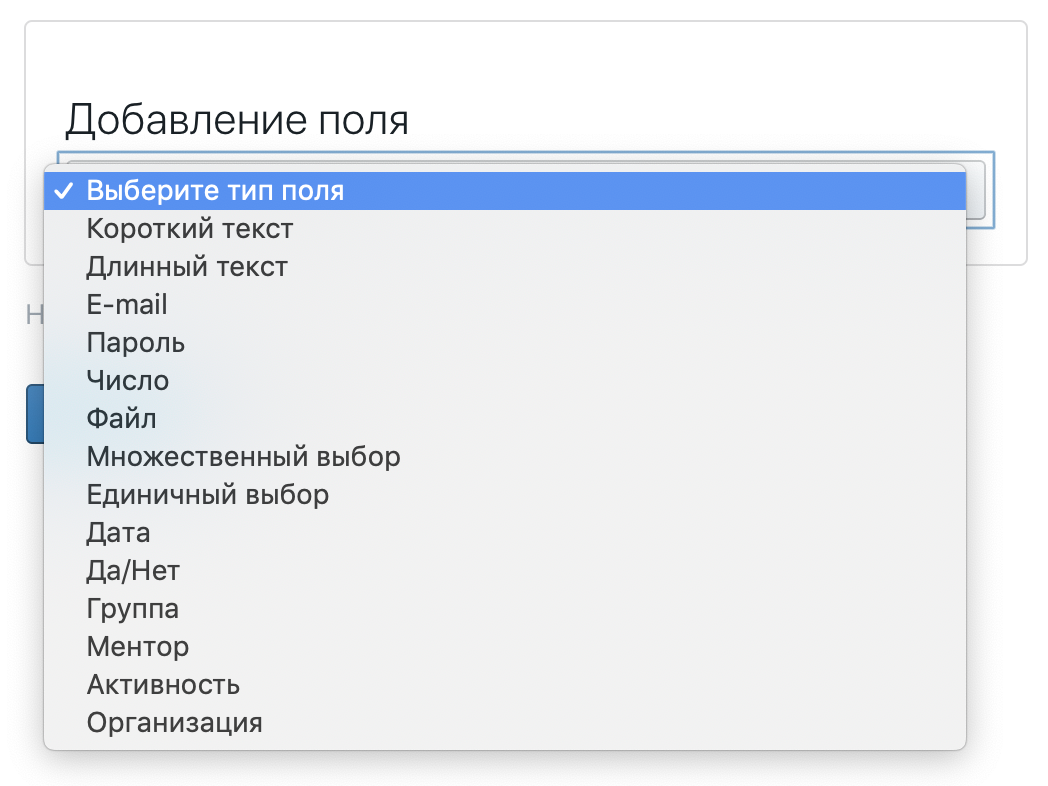 Добавление поля
Выберите тип поля
Короткий текст
Длинный текст
E-mail
Пароль
Число
Файл
Множественный выбор
Единичный выбор
Дата
Да/Нет
Группа
Ментор
Активность
Организация